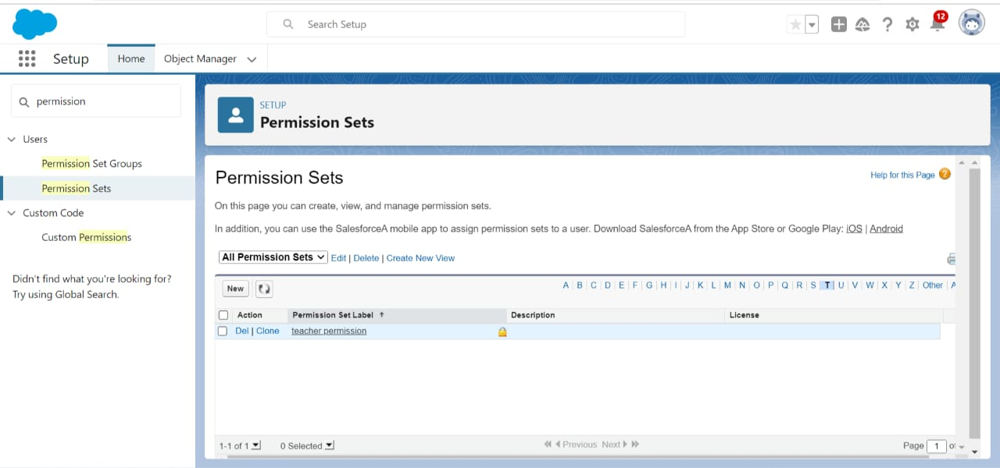 Search Setup
12
Setup
Home
Object Manager
permission
Users
Permission Set Groups
Permission Sets
Custom Code
Custom Permissions
Didn't find what you're looking for?
Try using Global Search.
SETUP
Permission Sets
Permission Sets
Help for this Page ?
On this page you can create, view, and manage permission sets.
In addition, you can use the SalesforceA mobile app to assign permission sets to a user. Download SalesforceA from the App Store or Google Play: iOS | Android
All Permission Sets Edit | Delete | Create New View
New A | B | C | D | E | F | G | H | I | J | K | L | M | N | O | P | Q | R | S | T | U | V | W | X | Y | Z | Other | A
Action Permission Set Label ↑ Description License
Del | Clone teacher permission
1-1 of 1 0 Selected Previous Next Page 1 of